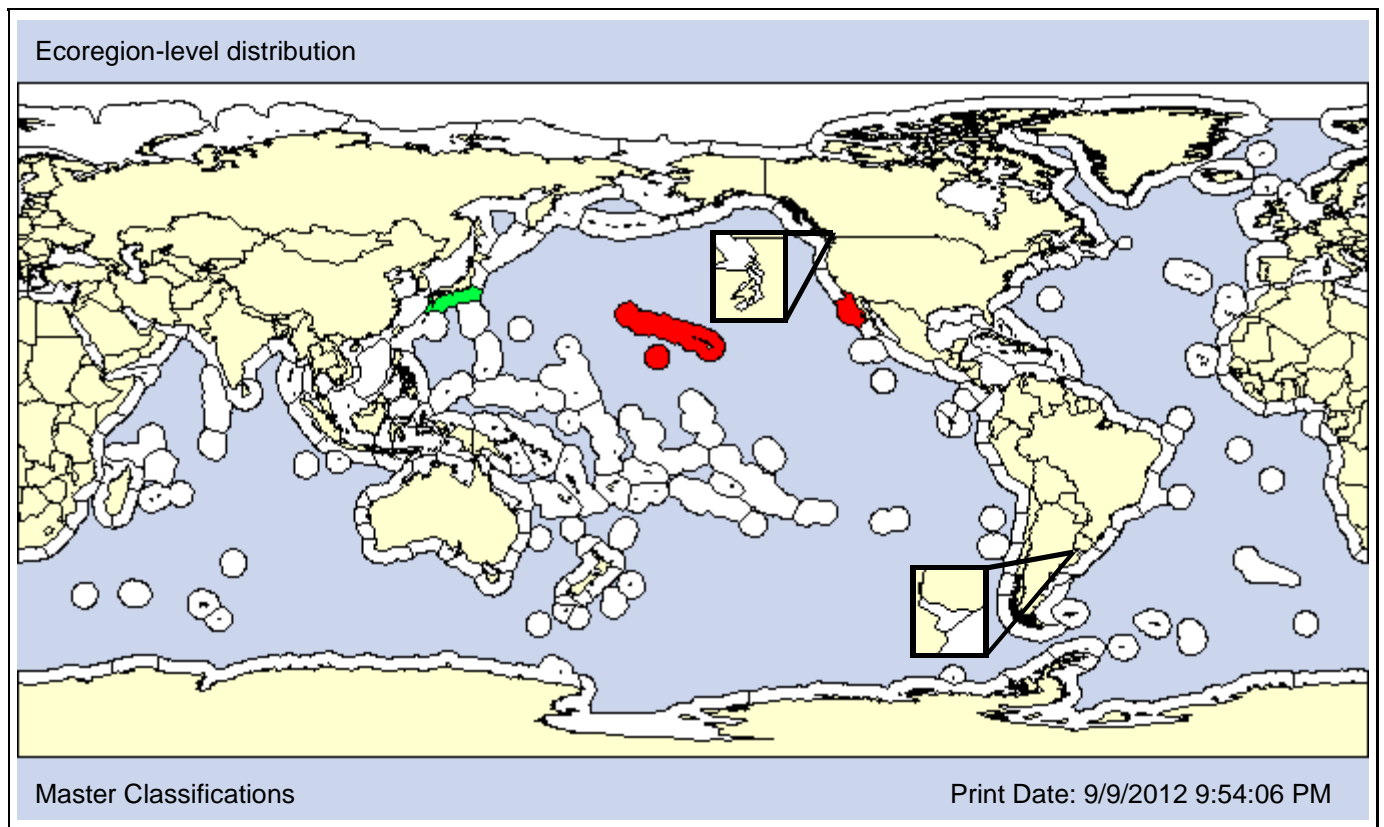 Ecoregion-level distribution
Master Classifications
Print Date: 9/9/2012 9:54:06 PM